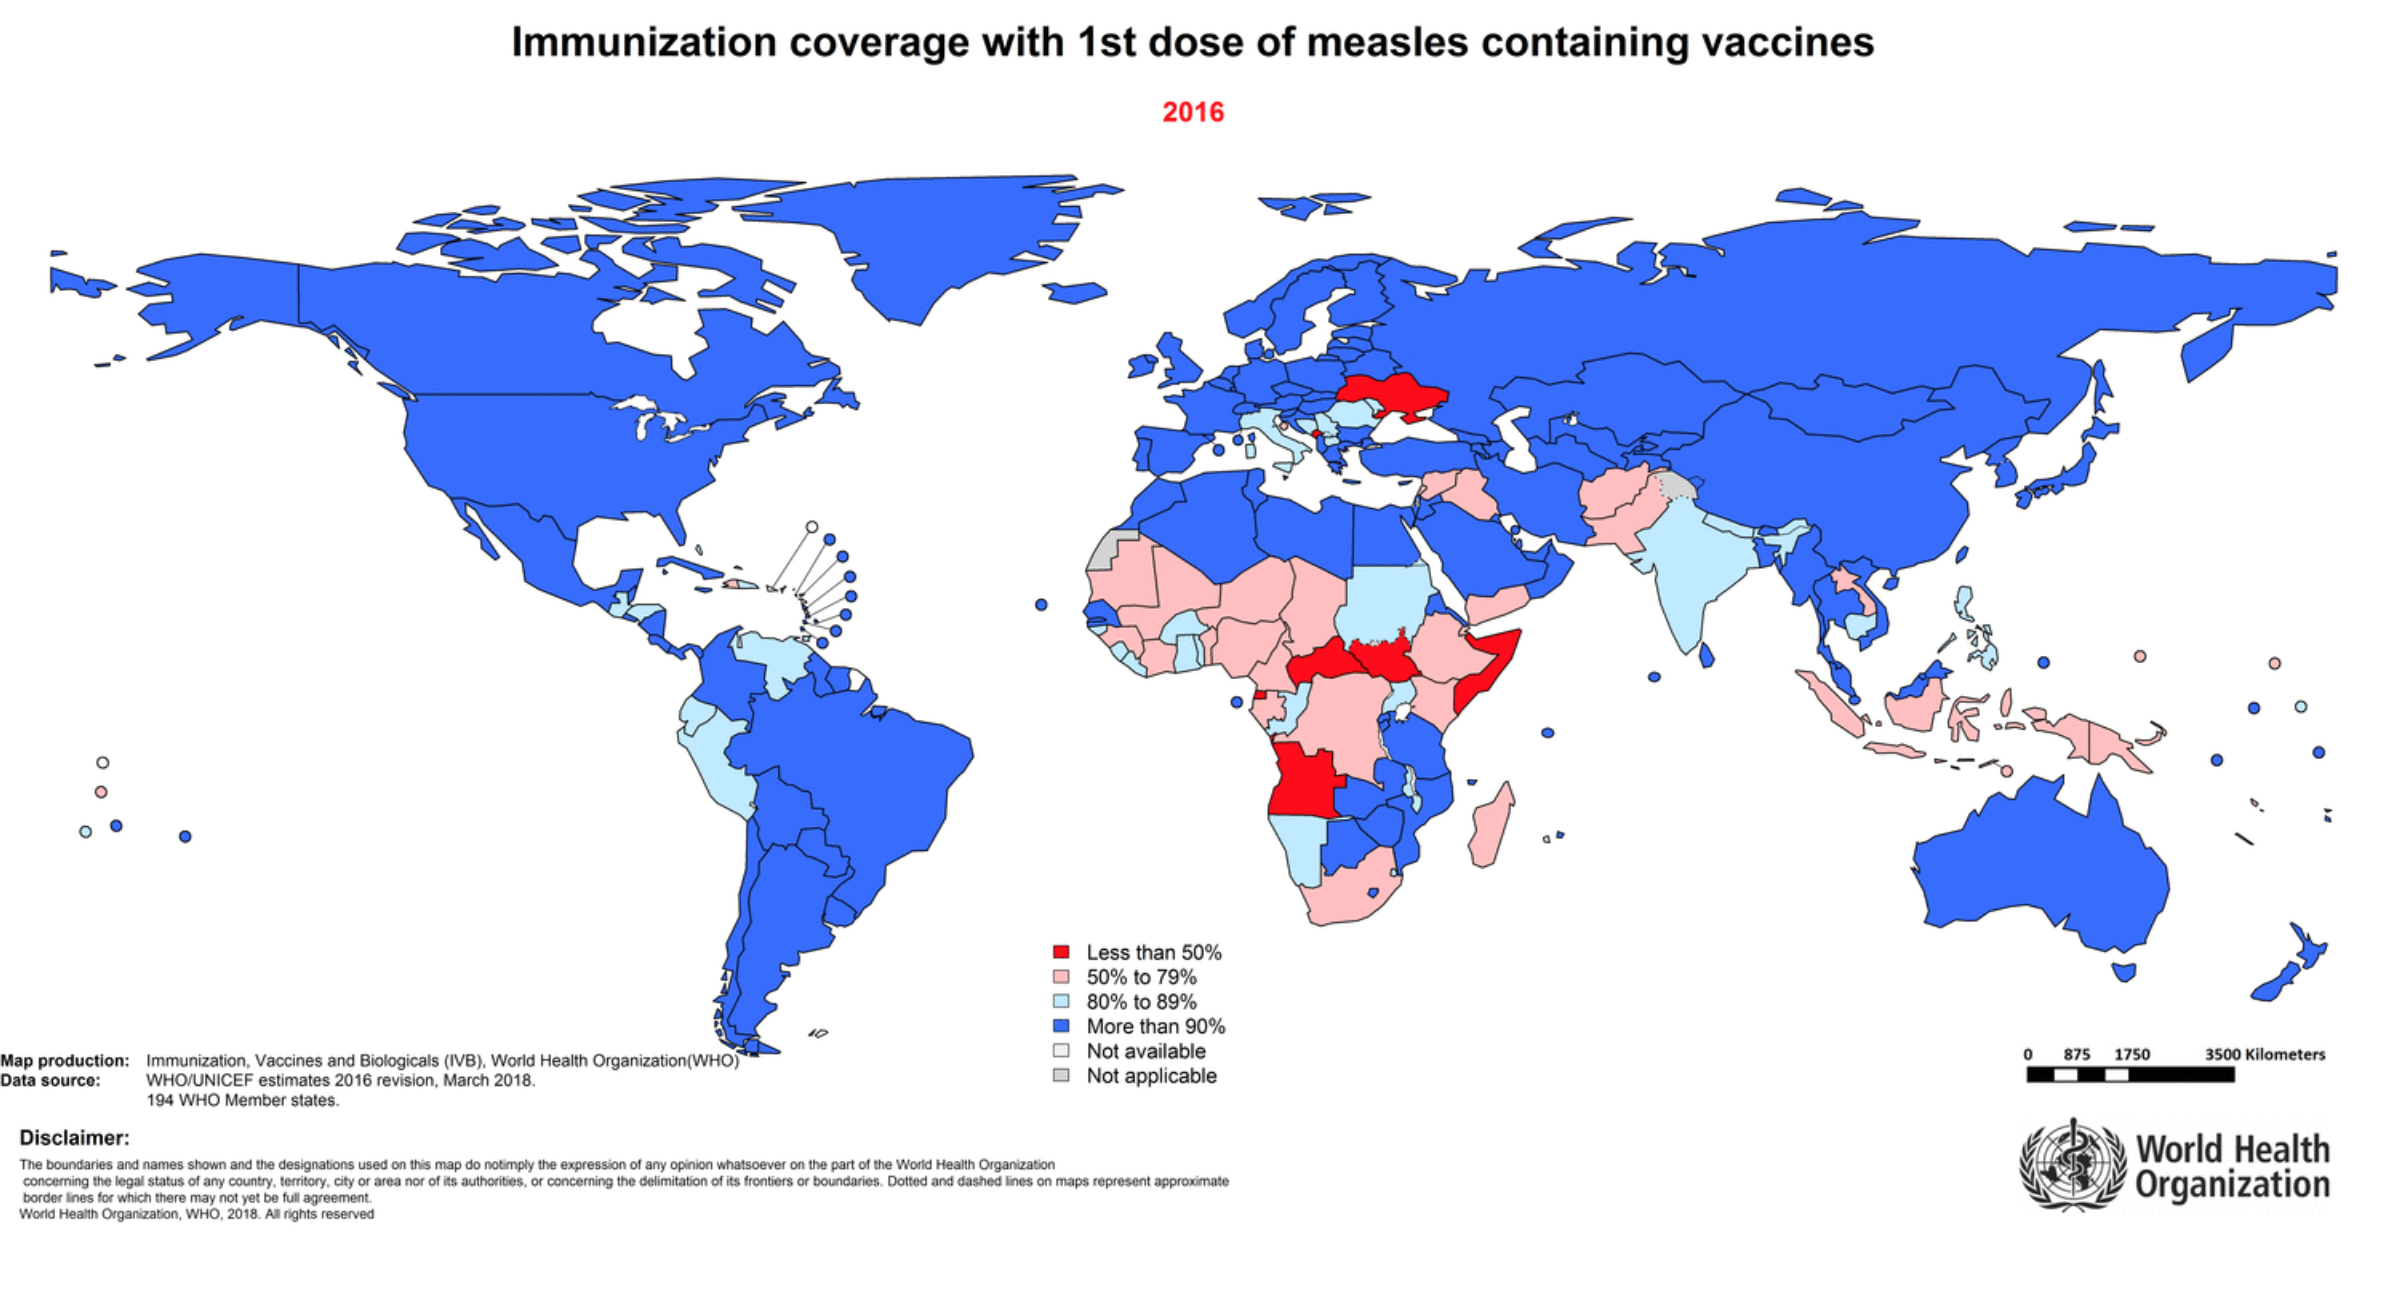 Immunization coverage with 1st dose of measles containing vaccines
2016
Less than 50%
50% to 79%
80% to 89%
More than 90%
Not available
Not applicable
Map production: Immunization, Vaccines and Biologicals (IVB), World Health Organization(WHO)
Data source: WHO/UNICEF estimates 2016 revision, March 2018.
194 WHO Member states.
0 875 1750 3500 Kilometers
Disclaimer:
The boundaries and names shown and the designations used on this map do notimply the expression of any opinion whatsoever on the part of the World Health Organization
concerning the legal status of any country, territory, city or area nor of its authorities, or concerning the delimitation of its frontiers or boundaries. Dotted and dashed lines on maps represent approximate
border lines for which there may not yet be full agreement.
World Health Organization, WHO, 2018. All rights reserved
World Health
Organization